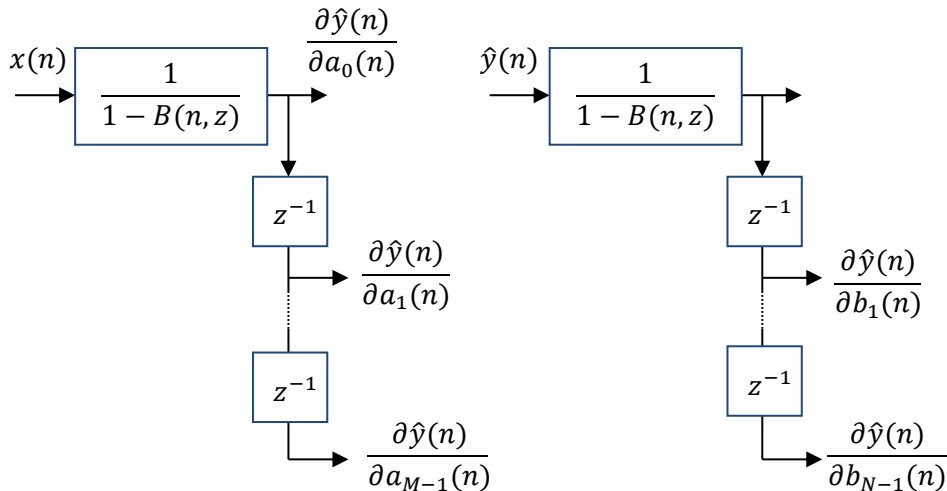 x(n)
1
1 − B(n, z)
∂ŷ(n)
∂a₀(n)
z⁻¹
∂ŷ(n)
∂a₁(n)
z⁻¹
∂ŷ(n)
∂a_{M−1}(n)
ŷ(n)
1
1 − B(n, z)
z⁻¹
∂ŷ(n)
∂b₁(n)
z⁻¹
∂ŷ(n)
∂b_{N−1}(n)